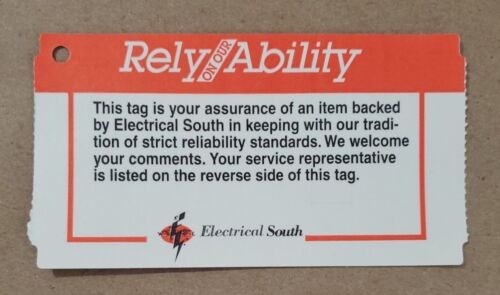 Rely ON OUR Ability
This tag is your assurance of an item backed
by Electrical South in keeping with our tradi-
tion of strict reliability standards. We welcome
your comments. Your service representative
is listed on the reverse side of this tag.
Electrical South